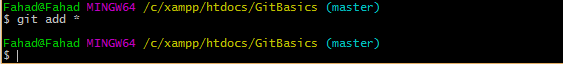 Fahad@Fahad MINGW64 /c/xampp/htdocs/GitBasics (master)
$ git add *
Fahad@Fahad MINGW64 /c/xampp/htdocs/GitBasics (master)
$